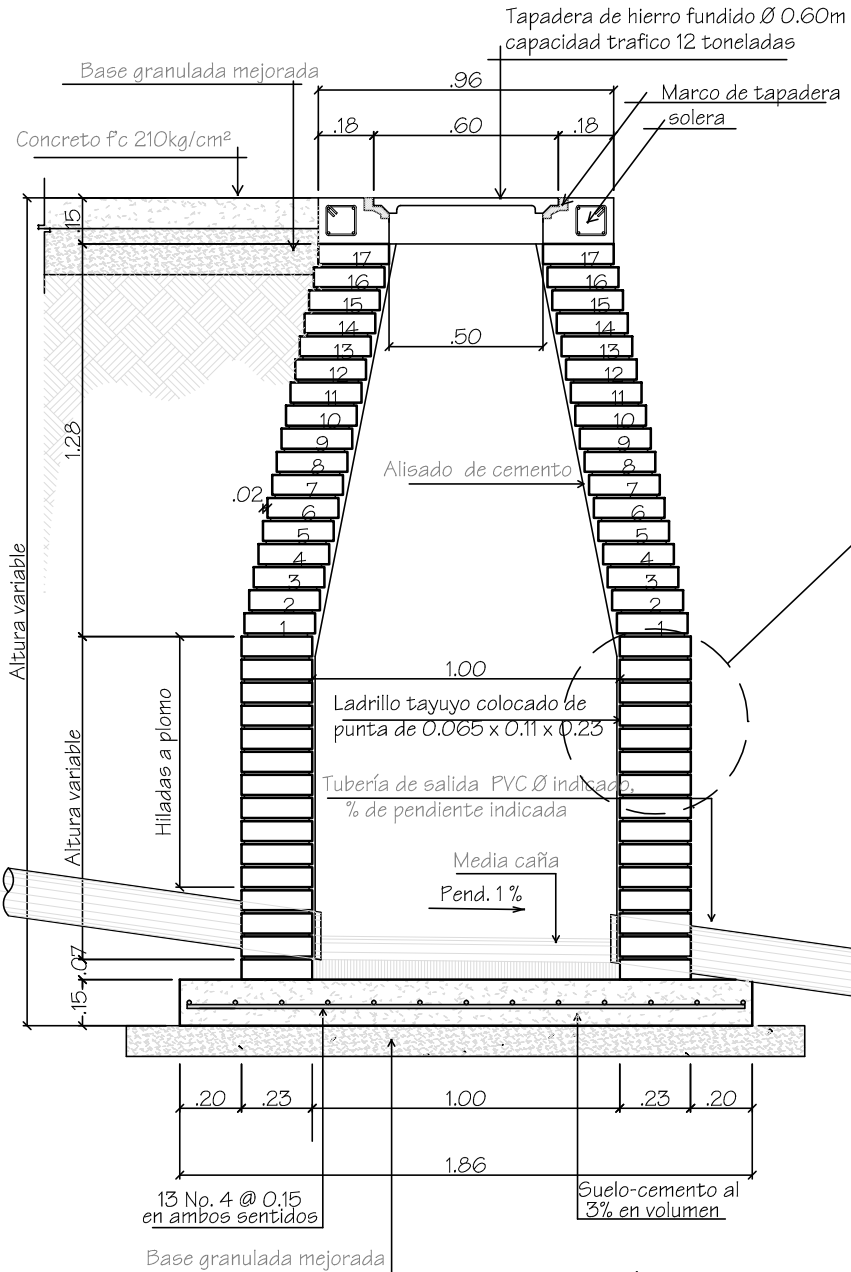 Tapadera de hierro fundido Ø 0.60m
capacidad trafico 12 toneladas
Base granulada mejorada
.96
Marco de tapadera
solera
.18
.60
.18
Concreto f'c 210kg/cm²
.15
17
17
16
16
15
15
14
14
13
13
.50
12
12
11
11
10
10
9
9
1.28
8
8
Alisado de cemento
7
7
.02
6
6
5
5
4
4
3
3
2
2
1
1
Altura variable
1.00
Ladrillo tayuyo colocado de
punta de 0.065 x 0.11 x 0.23
Hiladas a plomo
Altura variable
Tubería de salida PVC Ø indicado,
% de pendiente indicada
Media caña
Pend. 1 %
.07
.15
.20
.23
1.00
.23
.20
1.86
13 No. 4 @ 0.15
en ambos sentidos
Suelo-cemento al
3% en volumen
Base granulada mejorada